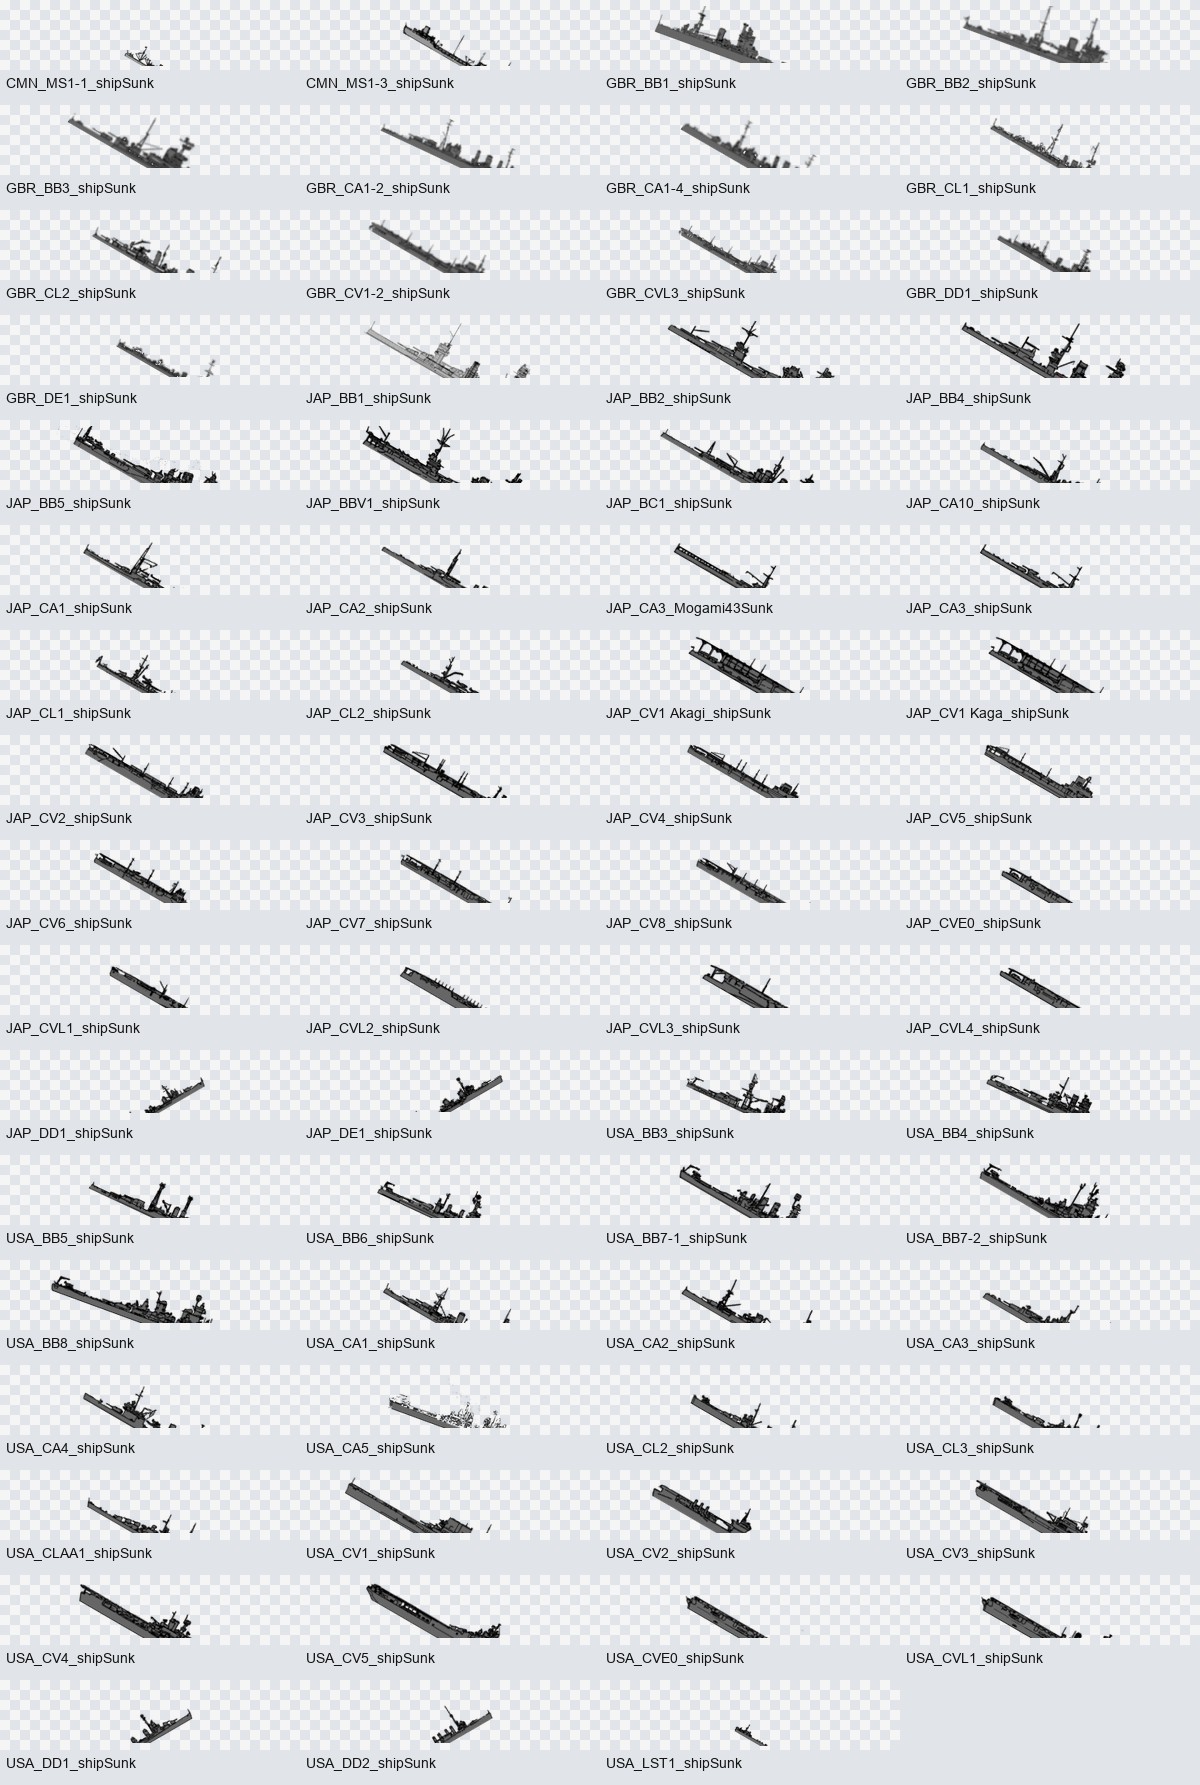 CMN_MS1-1_shipSunk
CMN_MS1-3_shipSunk
GBR_BB1_shipSunk
GBR_BB2_shipSunk
GBR_BB3_shipSunk
GBR_CA1-2_shipSunk
GBR_CA1-4_shipSunk
GBR_CL1_shipSunk
GBR_CL2_shipSunk
GBR_CV1-2_shipSunk
GBR_CVL3_shipSunk
GBR_DD1_shipSunk
GBR_DE1_shipSunk
JAP_BB1_shipSunk
JAP_BB2_shipSunk
JAP_BB4_shipSunk
JAP_BB5_shipSunk
JAP_BBV1_shipSunk
JAP_BC1_shipSunk
JAP_CA10_shipSunk
JAP_CA1_shipSunk
JAP_CA2_shipSunk
JAP_CA3_Mogami43Sunk
JAP_CA3_shipSunk
JAP_CL1_shipSunk
JAP_CL2_shipSunk
JAP_CV1 Akagi_shipSunk
JAP_CV1 Kaga_shipSunk
JAP_CV2_shipSunk
JAP_CV3_shipSunk
JAP_CV4_shipSunk
JAP_CV5_shipSunk
JAP_CV6_shipSunk
JAP_CV7_shipSunk
JAP_CV8_shipSunk
JAP_CVE0_shipSunk
JAP_CVL1_shipSunk
JAP_CVL2_shipSunk
JAP_CVL3_shipSunk
JAP_CVL4_shipSunk
JAP_DD1_shipSunk
JAP_DE1_shipSunk
USA_BB3_shipSunk
USA_BB4_shipSunk
USA_BB5_shipSunk
USA_BB6_shipSunk
USA_BB7-1_shipSunk
USA_BB7-2_shipSunk
USA_BB8_shipSunk
USA_CA1_shipSunk
USA_CA2_shipSunk
USA_CA3_shipSunk
USA_CA4_shipSunk
USA_CA5_shipSunk
USA_CL2_shipSunk
USA_CL3_shipSunk
USA_CLAA1_shipSunk
USA_CV1_shipSunk
USA_CV2_shipSunk
USA_CV3_shipSunk
USA_CV4_shipSunk
USA_CV5_shipSunk
USA_CVE0_shipSunk
USA_CVL1_shipSunk
USA_DD1_shipSunk
USA_DD2_shipSunk
USA_LST1_shipSunk